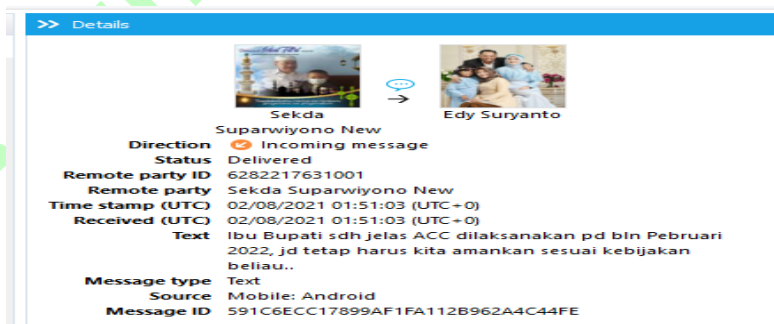 >> Details
Sekda
Suparwiyono New
Edy Suryanto
Direction Incoming message
Status Delivered
Remote party ID 6282217631001
Remote party Sekda Suparwiyono New
Time stamp (UTC) 02/08/2021 01:51:03 (UTC+0)
Received (UTC) 02/08/2021 01:51:03 (UTC+0)
Text Ibu Bupati sdh jelas ACC dilaksanakan pd bln Pebruari
2022, jd tetap harus kita amankan sesuai kebijakan
beliau..
Message type Text
Source Mobile: Android
Message ID 591C6ECC17899AF1FA112B962A4C44FE